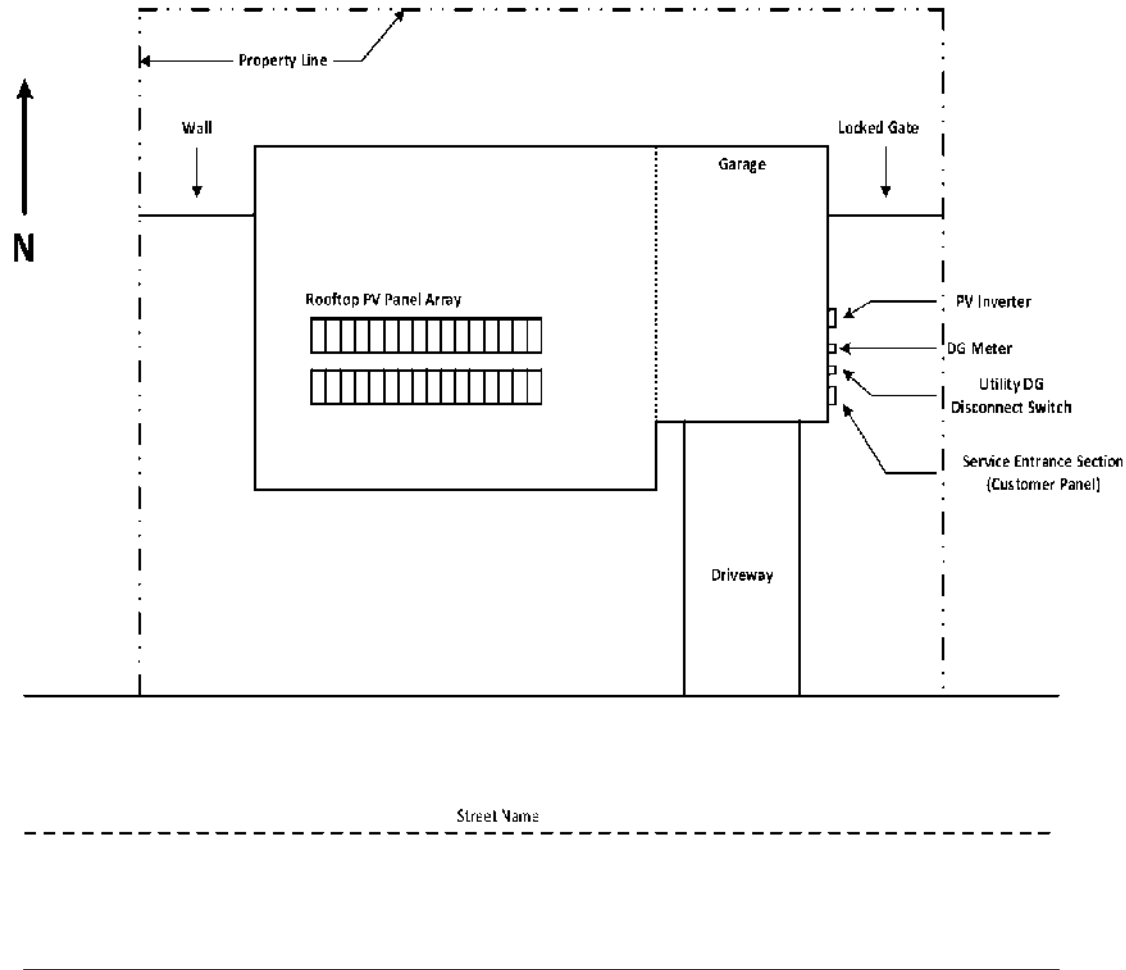 Property Line
Wall
Locked Gate
Garage
N
Rooftop PV Panel Array
PV Inverter
DG Meter
Utility DG
Disconnect Switch
Service Entrance Section
(Customer Panel)
Driveway
Street Name